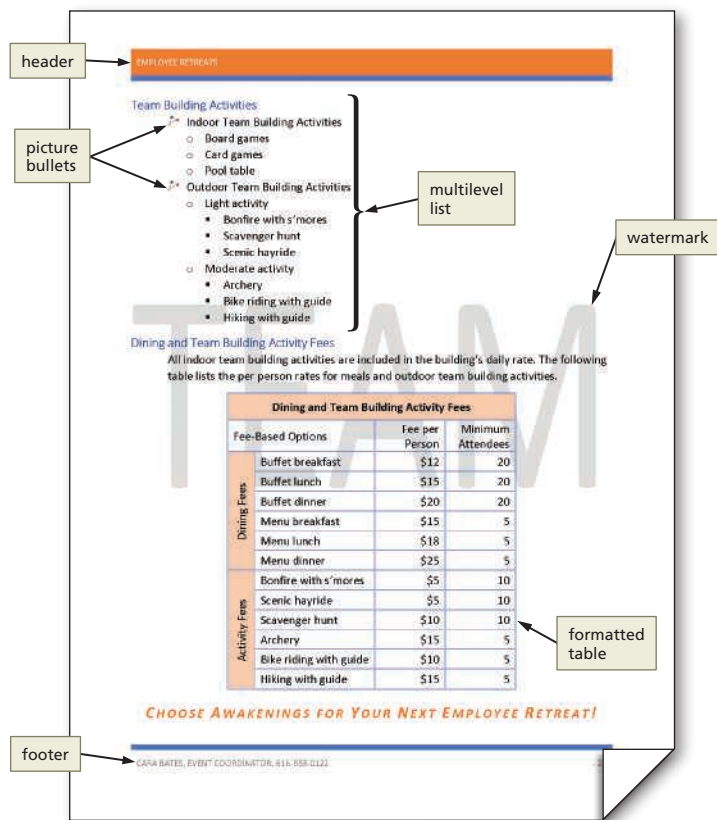 header
EMPLOYEE RETREATS
Team Building Activities
Indoor Team Building Activities
Board games
Card games
Pool table
Outdoor Team Building Activities
Light activity
Bonfire with s'mores
Scavenger hunt
Scenic hayride
Moderate activity
Archery
Bike riding with guide
Hiking with guide
picture
bullets
multilevel
list
watermark
TEAM
Dining and Team Building Activity Fees
All indoor team building activities are included in the building's daily rate. The following
table lists the per person rates for meals and outdoor team building activities.
Dining and Team Building Activity Fees
Fee-Based Options Fee per Person Minimum Attendees
Dining Fees
Buffet breakfast $12 20
Buffet lunch $15 20
Buffet dinner $20 20
Menu breakfast $15 5
Menu lunch $18 5
Menu dinner $25 5
Activity Fees
Bonfire with s'mores $5 10
Scenic hayride $5 10
Scavenger hunt $10 10
Archery $15 5
Bike riding with guide $10 5
Hiking with guide $15 5
formatted
table
CHOOSE AWAKENINGS FOR YOUR NEXT EMPLOYEE RETREAT!
footer
CARA BATES, EVENT COORDINATOR, 616-555-0122